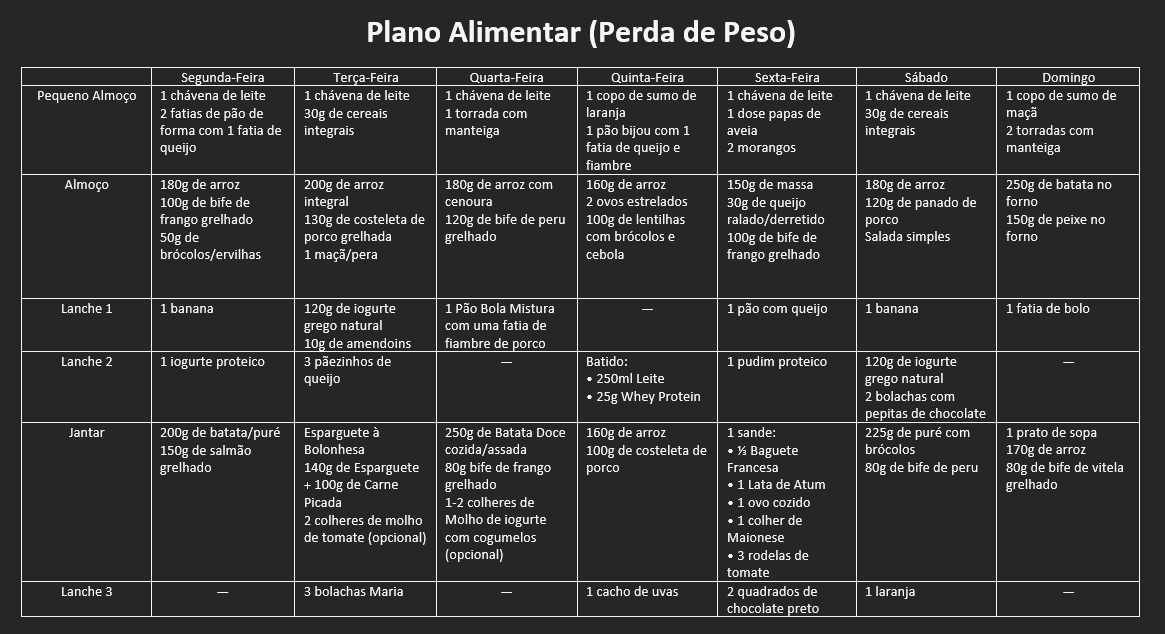 Plano Alimentar (Perda de Peso)
Segunda-Feira
Terça-Feira
Quarta-Feira
Quinta-Feira
Sexta-Feira
Sábado
Domingo
Pequeno Almoço
1 chávena de leite
2 fatias de pão de
forma com 1 fatia de
queijo
1 chávena de leite
30g de cereais
integrais
1 chávena de leite
1 torrada com
manteiga
1 copo de sumo de
laranja
1 pão bijou com 1
fatia de queijo e
fiambre
1 chávena de leite
1 dose papas de
aveia
2 morangos
1 chávena de leite
30g de cereais
integrais
1 copo de sumo de
maçã
2 torradas com
manteiga
Almoço
180g de arroz
100g de bife de
frango grelhado
50g de
brócolos/ervilhas
200g de arroz
integral
130g de costeleta de
porco grelhada
1 maçã/pera
180g de arroz com
cenoura
120g de bife de peru
grelhado
160g de arroz
2 ovos estrelados
100g de lentilhas
com brócolos e
cebola
150g de massa
30g de queijo
ralado/derretido
100g de bife de
frango grelhado
180g de arroz
120g de panado de
porco
Salada simples
250g de batata no
forno
150g de peixe no
forno
Lanche 1
1 banana
120g de iogurte
grego natural
10g de amendoins
1 Pão Bola Mistura
com uma fatia de
fiambre de porco
—
1 pão com queijo
1 banana
1 fatia de bolo
Lanche 2
1 iogurte proteico
3 pãezinhos de
queijo
—
Batido:
• 250ml Leite
• 25g Whey Protein
1 pudim proteico
120g de iogurte
grego natural
2 bolachas com
pepitas de chocolate
—
Jantar
200g de batata/puré
150g de salmão
grelhado
Esparguete à
Bolonhesa
140g de Esparguete
+ 100g de Carne
Picada
2 colheres de molho
de tomate (opcional)
250g de Batata Doce
cozida/assada
80g bife de frango
grelhado
1-2 colheres de
Molho de iogurte
com cogumelos
(opcional)
160g de arroz
100g de costeleta de
porco
1 sande:
• ⅓ Baguete
Francesa
• 1 Lata de Atum
• 1 ovo cozido
• 1 colher de
Maionese
• 3 rodelas de
tomate
225g de puré com
brócolos
80g de bife de peru
1 prato de sopa
170g de arroz
80g de bife de vitela
grelhado
Lanche 3
—
3 bolachas Maria
—
1 cacho de uvas
2 quadrados de
chocolate preto
1 laranja
—